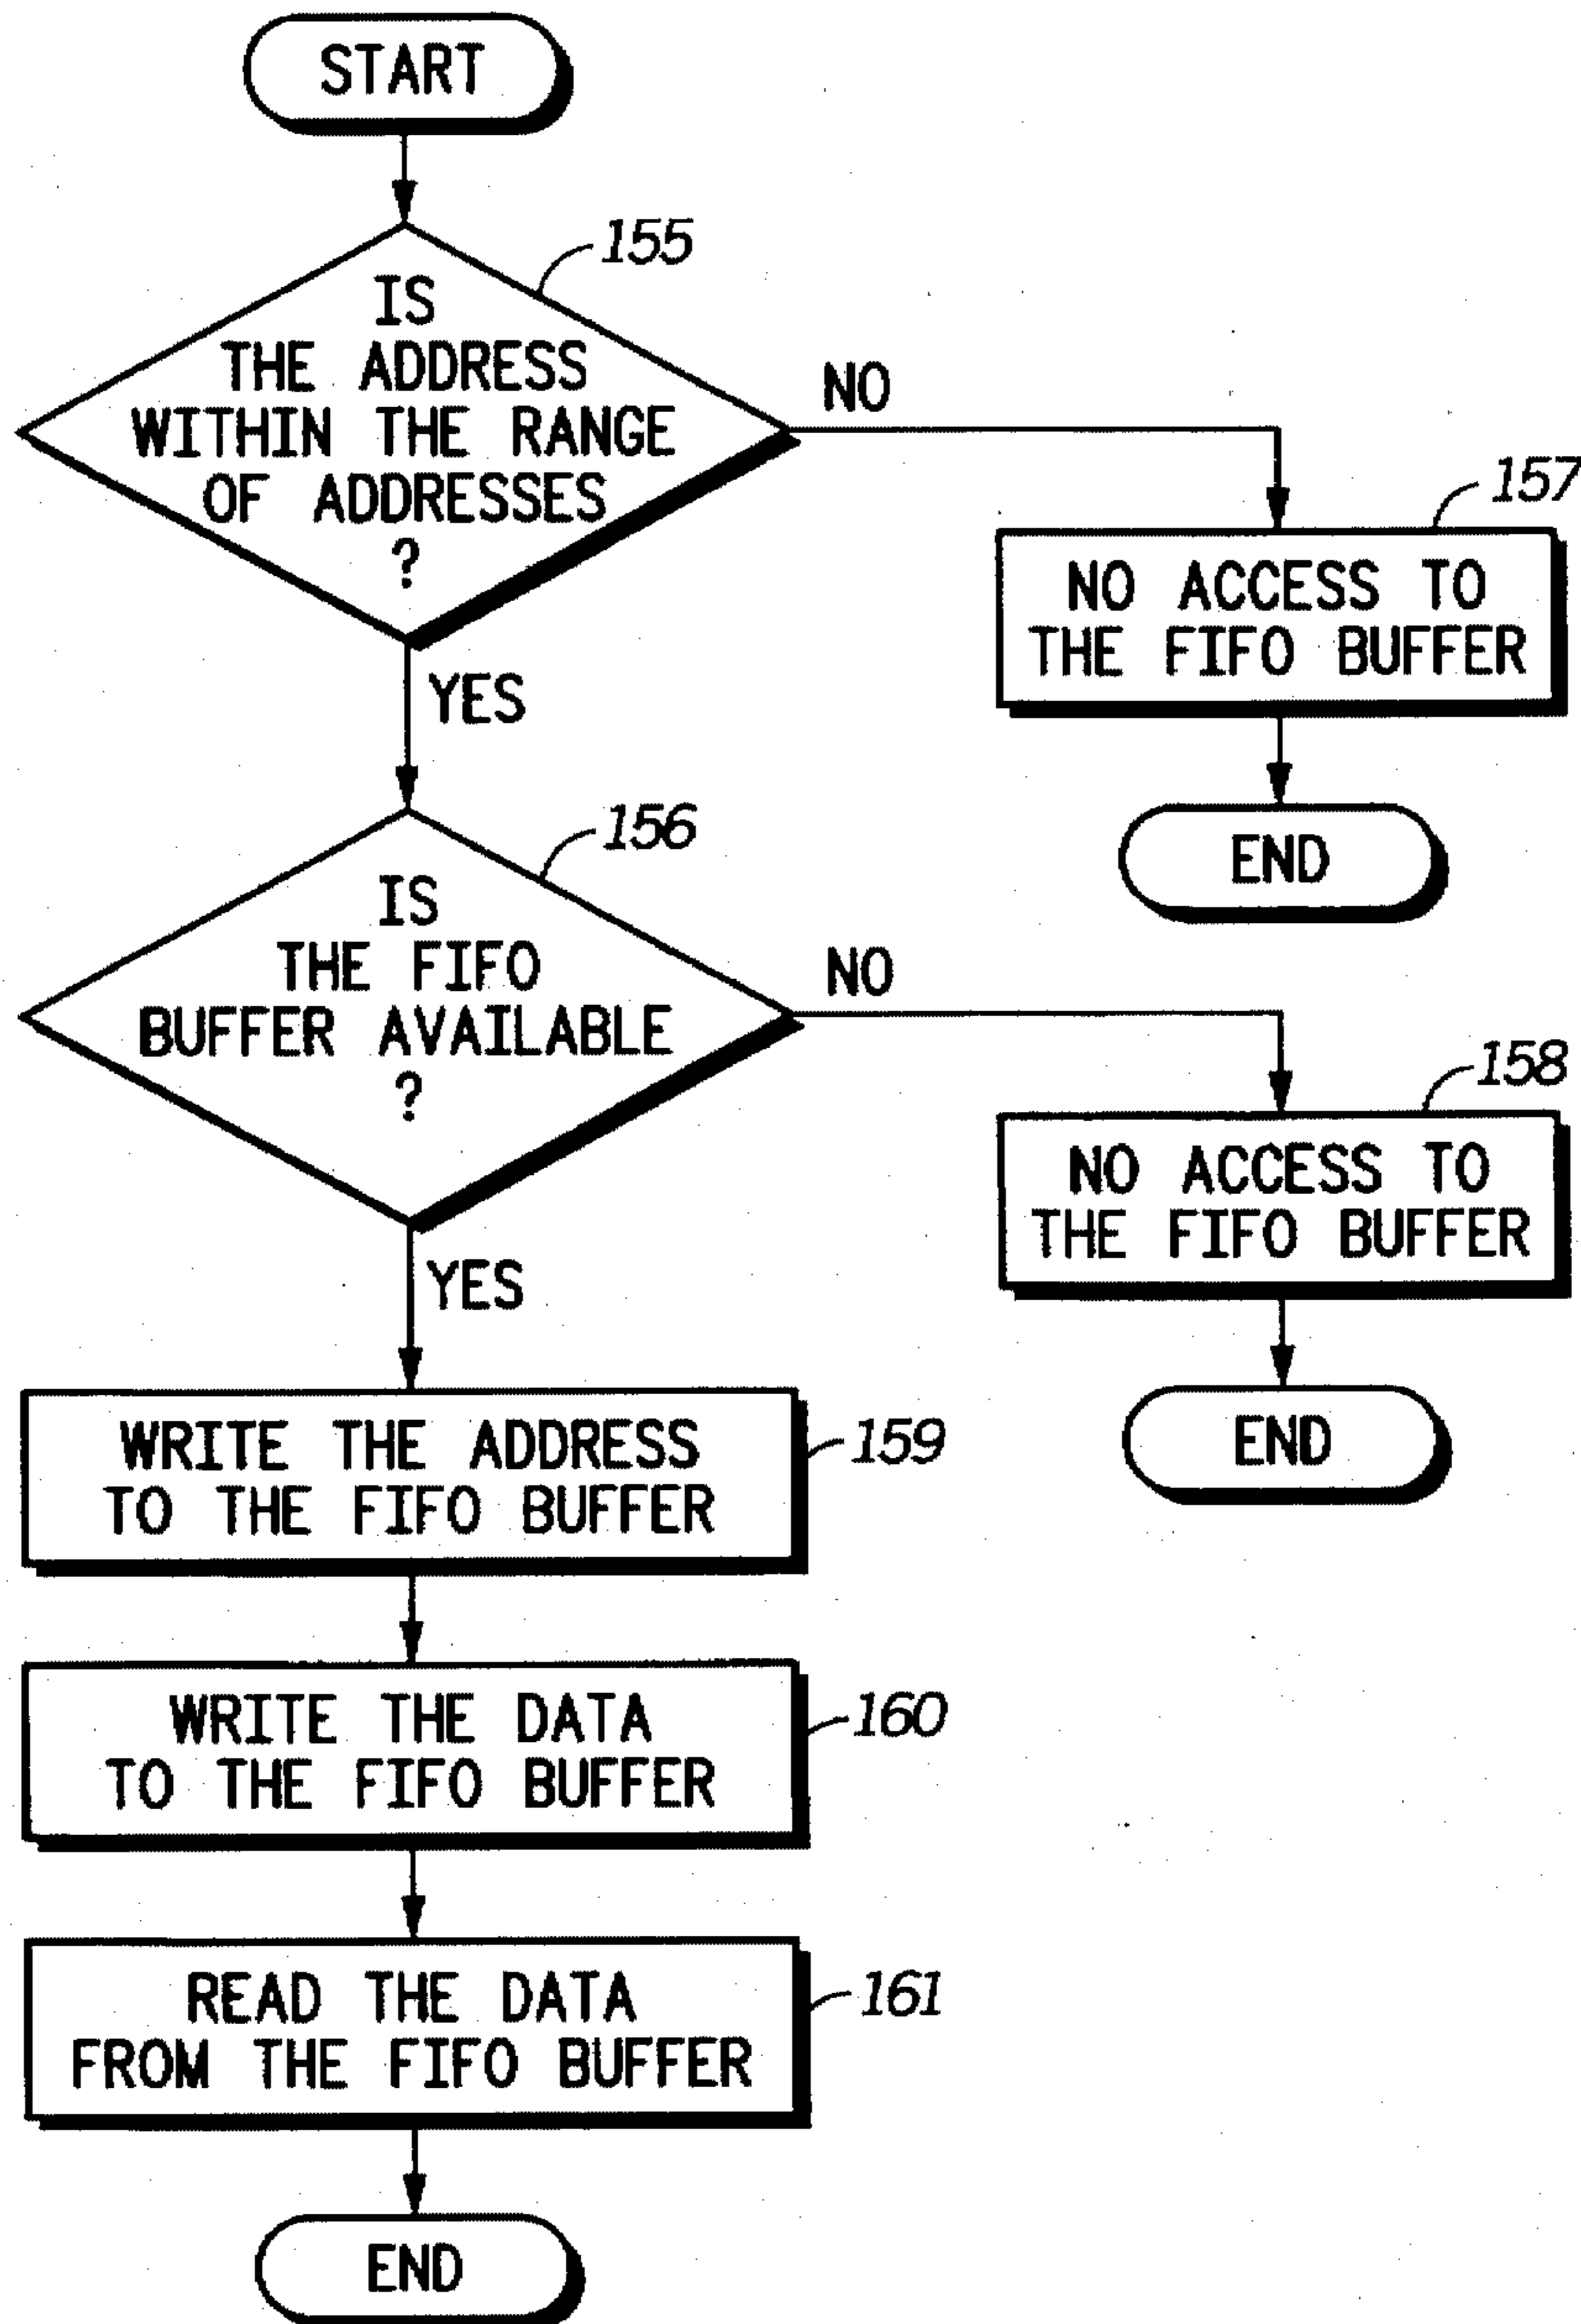 START
155
IS
THE ADDRESS
WITHIN THE RANGE
OF ADDRESSES
?
NO
157
NO ACCESS TO
THE FIFO BUFFER
END
YES
156
IS
THE FIFO
BUFFER AVAILABLE
?
NO
158
NO ACCESS TO
THE FIFO BUFFER
END
YES
WRITE THE ADDRESS
TO THE FIFO BUFFER
159
WRITE THE DATA
TO THE FIFO BUFFER
160
READ THE DATA
FROM THE FIFO BUFFER
161
END